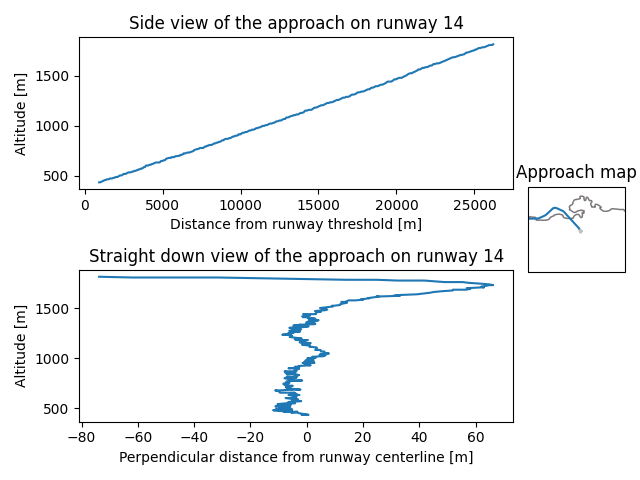 Side view of the approach on runway 14
Altitude [m]
1500
1000
500
0
5000
10000
15000
20000
25000
Distance from runway threshold [m]
Approach map
Straight down view of the approach on runway 14
Altitude [m]
1500
1000
500
−80
−60
−40
−20
0
20
40
60
Perpendicular distance from runway centerline [m]